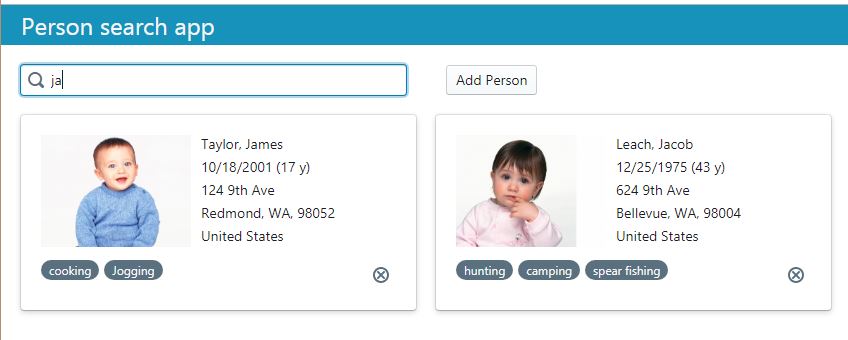 Person search app
ja
Add Person
Taylor, James
10/18/2001 (17 y)
124 9th Ave
Redmond, WA, 98052
United States
cooking
Jogging
Leach, Jacob
12/25/1975 (43 y)
624 9th Ave
Bellevue, WA, 98004
United States
hunting
camping
spear fishing